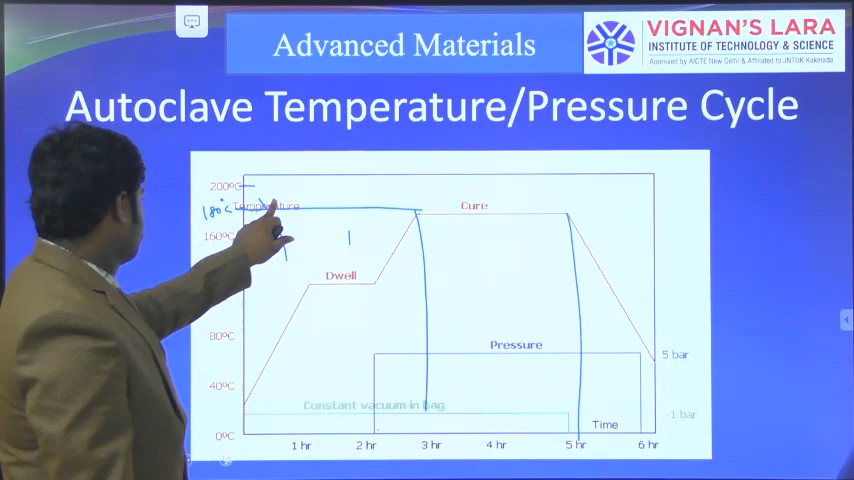 Advanced Materials
VIGNAN'S LARA
INSTITUTE OF TECHNOLOGY & SCIENCE
Approved by AICTE New Delhi & Affiliated to JNTUK Kakinada
Autoclave Temperature/Pressure Cycle
200ºC
180°C
Temperature
160ºC
Cure
Dwell
80ºC
Pressure
5 bar
40ºC
Constant vacuum in bag
-1 bar
0ºC
Time
1 hr
2 hr
3 hr
4 hr
5 hr
6 hr